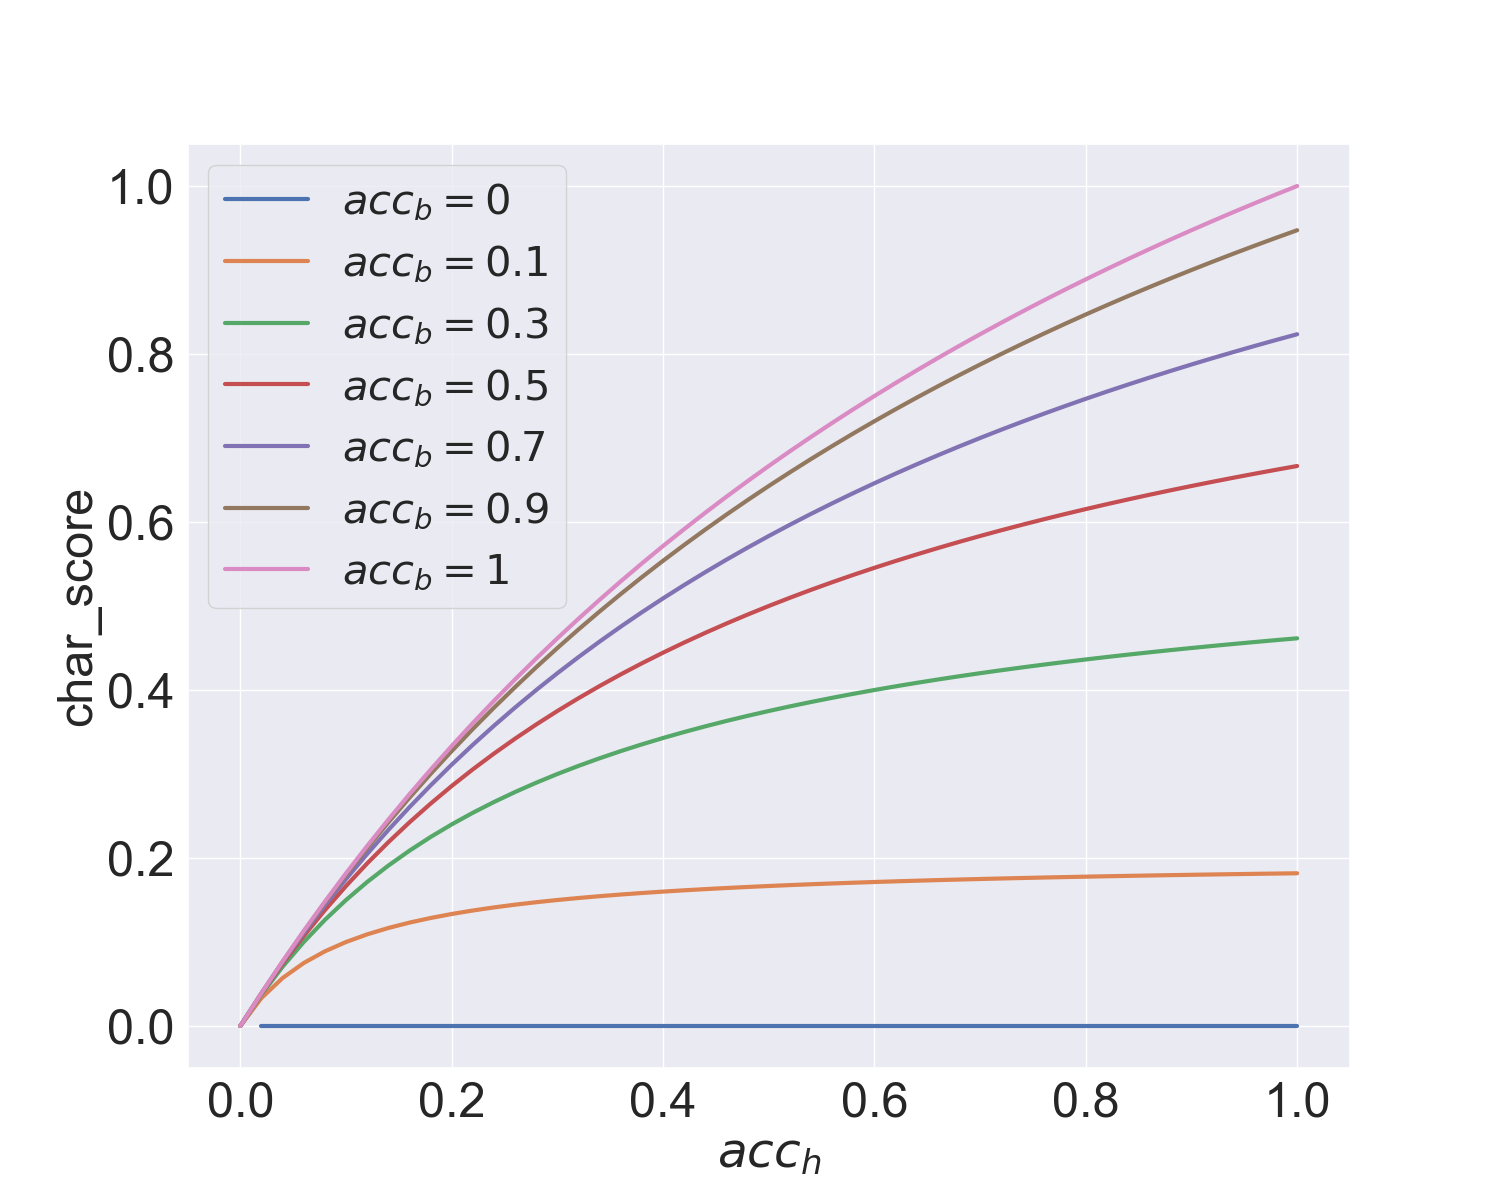 acc_b = 0
acc_b = 0.1
acc_b = 0.3
acc_b = 0.5
acc_b = 0.7
acc_b = 0.9
acc_b = 1
char_score
1.0
0.8
0.6
0.4
0.2
0.0
0.0 0.2 0.4 0.6 0.8 1.0
acc_h